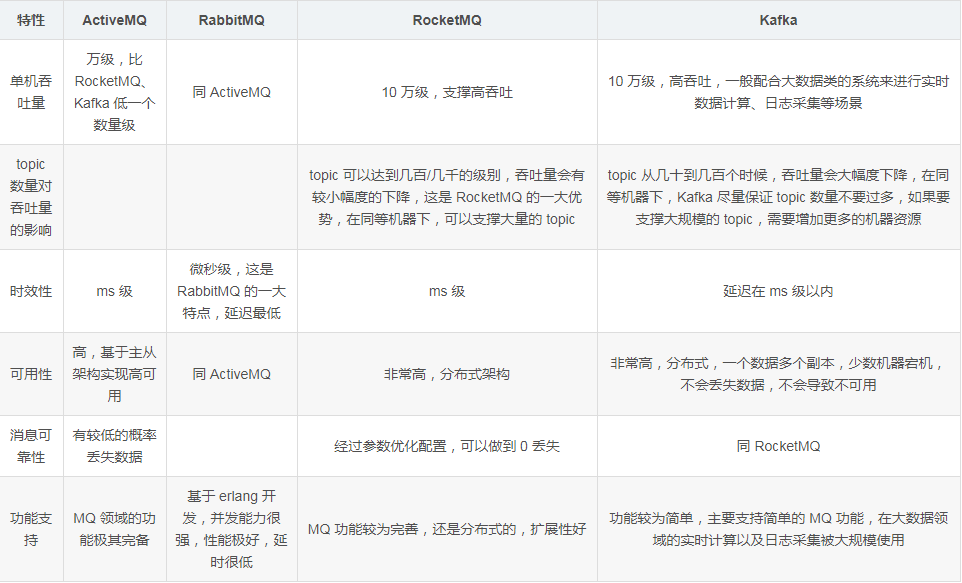 特性
ActiveMQ
RabbitMQ
RocketMQ
Kafka
单机吞
吐量
万级，比
RocketMQ、
Kafka 低一个
数量级
同 ActiveMQ
10 万级，支撑高吞吐
10 万级，高吞吐，一般配合大数据类的系统来进行实时
数据计算、日志采集等场景
topic
数量对
吞吐量
的影响
topic 可以达到几百/几千的级别，吞吐量会有
较小幅度的下降，这是 RocketMQ 的一大优
势，在同等机器下，可以支撑大量的 topic
topic 从几十到几百个时候，吞吐量会大幅度下降，在同
等机器下，Kafka 尽量保证 topic 数量不要过多，如果要
支撑大规模的 topic，需要增加更多的机器资源
时效性
ms 级
微秒级，这是
RabbitMQ 的一大
特点，延迟最低
ms 级
延迟在 ms 级以内
可用性
高，基于主从
架构实现高可
用
同 ActiveMQ
非常高，分布式架构
非常高，分布式，一个数据多个副本，少数机器宕机，
不会丢失数据，不会导致不可用
消息可
靠性
有较低的概率
丢失数据
经过参数优化配置，可以做到 0 丢失
同 RocketMQ
功能支
持
MQ 领域的功
能极其完备
基于 erlang 开
发，并发能力很
强，性能极好，延
时很低
MQ 功能较为完善，还是分布式的，扩展性好
功能较为简单，主要支持简单的 MQ 功能，在大数据领
域的实时计算以及日志采集被大规模使用